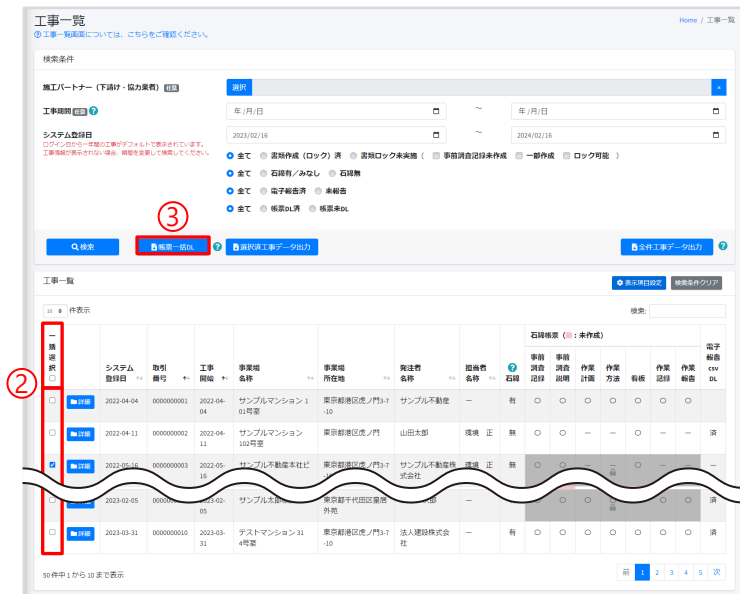 工事一覧
Home / 工事一覧
工事一覧画面については、こちらをご確認ください。
検索条件
施工パートナー（下請け・協力業者） 任意
選択
×
工事期間 任意 ?
年 /月/日 ～ 年 /月/日
システム登録日
ログイン日から一年間の工事がデフォルトで表示されています。
工事情報が表示されない場合、期間を変更して検索してください。
2023/02/16 ～ 2024/02/16
全て 書類作成（ロック）済 書類ロック未実施（ 事前調査記録未作成 一部作成 ロック可能 ）
全て 石綿有／みなし 石綿無
全て 電子報告済 未報告
全て 帳票DL済 帳票未DL
③
検索 帳票一括DL ? 選択済工事データ出力 全件工事データ出力 ?
工事一覧
表示項目設定 検索条件クリア
10 件表示
検索:
②
一括選択
システム登録日
取引番号
工事開始
事業場名称
事業場所在地
発注者名称
担当者名称
? 石綿
石綿帳票（ : 未作成）
事前調査記録
事前調査説明
作業計画
作業方法
看板
作業記録
作業報告
電子報告csv DL
詳細 2022-04-04 0000000001 2022-04-04 サンプルマンション 101号室 東京都港区虎ノ門3-7-10 サンプル不動産 － 有 ○ ○ ○ ○ ○ ○ ○
詳細 2022-04-11 0000000002 2022-04-11 サンプルマンション 102号室 東京都港区虎ノ門 山田太郎 環境 正 無 ○ ○ － － ○ － － 済
詳細 2022-05-16 0000000003 2022-05-16 サンプル不動産本社ビ 東京都港区虎ノ門3-7 サンプル不動産株式会社 環境 正 無 ○ ○ － － ○ － － －
詳細 2023-02-05 2023-02-05 サンプル太郎 東京都千代田区皇居外苑 － ○ ○ ○ ○ ○ ○ 済
詳細 2023-03-31 0000000010 2023-03-31 テストマンション 314号室 東京都港区虎ノ門3-7-10 法人建設株式会社 － 有 ○ ○ ○ ○ ○ ○ ○ 済
50 件中 1 から 10 まで表示
前 1 2 3 4 5 次